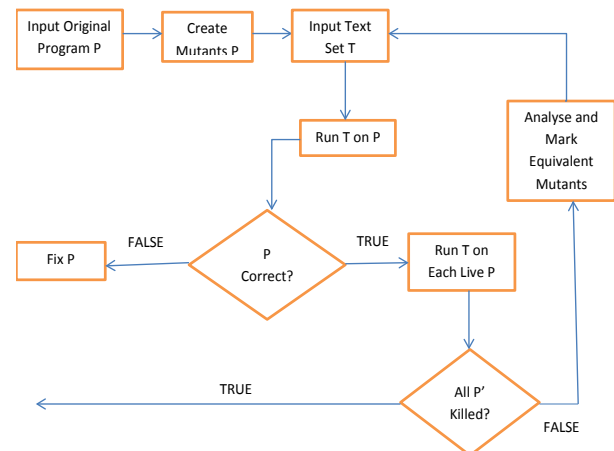 Input Original
Program P
Create
Mutants P
Input Text
Set T
Run T on P
Analyse and
Mark
Equivalent
Mutants
P
Correct?
FALSE
TRUE
Fix P
Run T on
Each Live P
All P'
Killed?
TRUE
FALSE